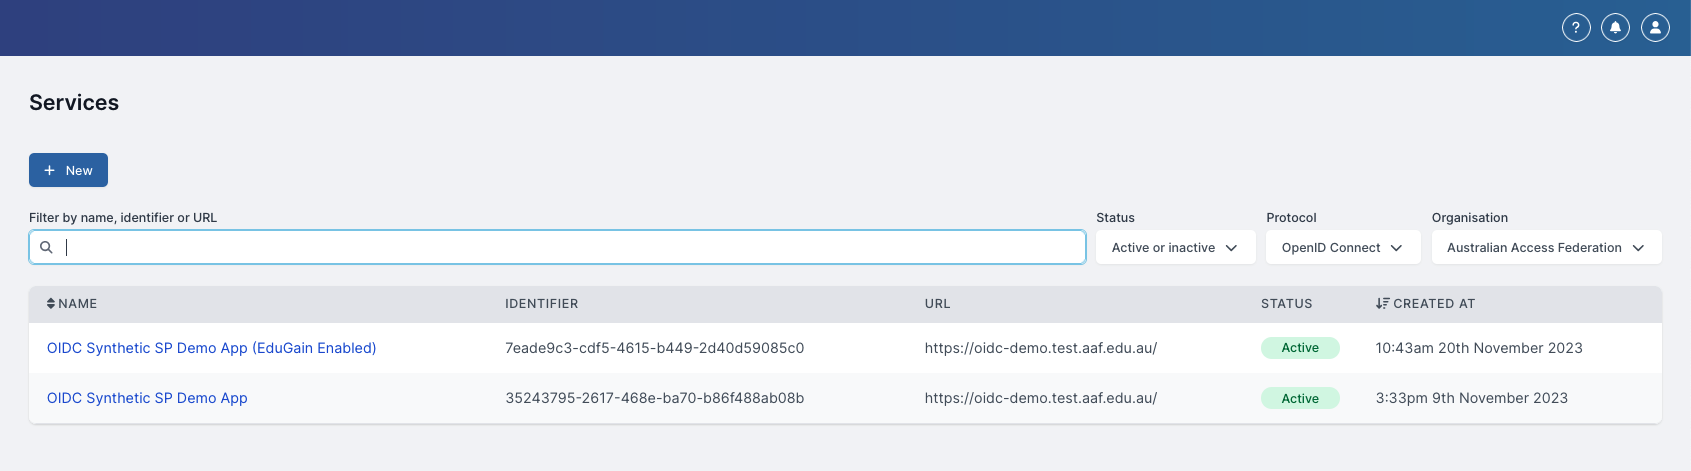 ?
Services
+ New
Filter by name, identifier or URL
Status
Protocol
Organisation
Active or inactive
OpenID Connect
Australian Access Federation
NAME IDENTIFIER URL STATUS CREATED AT
OIDC Synthetic SP Demo App (EduGain Enabled) 7eade9c3-cdf5-4615-b449-2d40d59085c0 https://oidc-demo.test.aaf.edu.au/ Active 10:43am 20th November 2023
OIDC Synthetic SP Demo App 35243795-2617-468e-ba70-b86f488ab08b https://oidc-demo.test.aaf.edu.au/ Active 3:33pm 9th November 2023